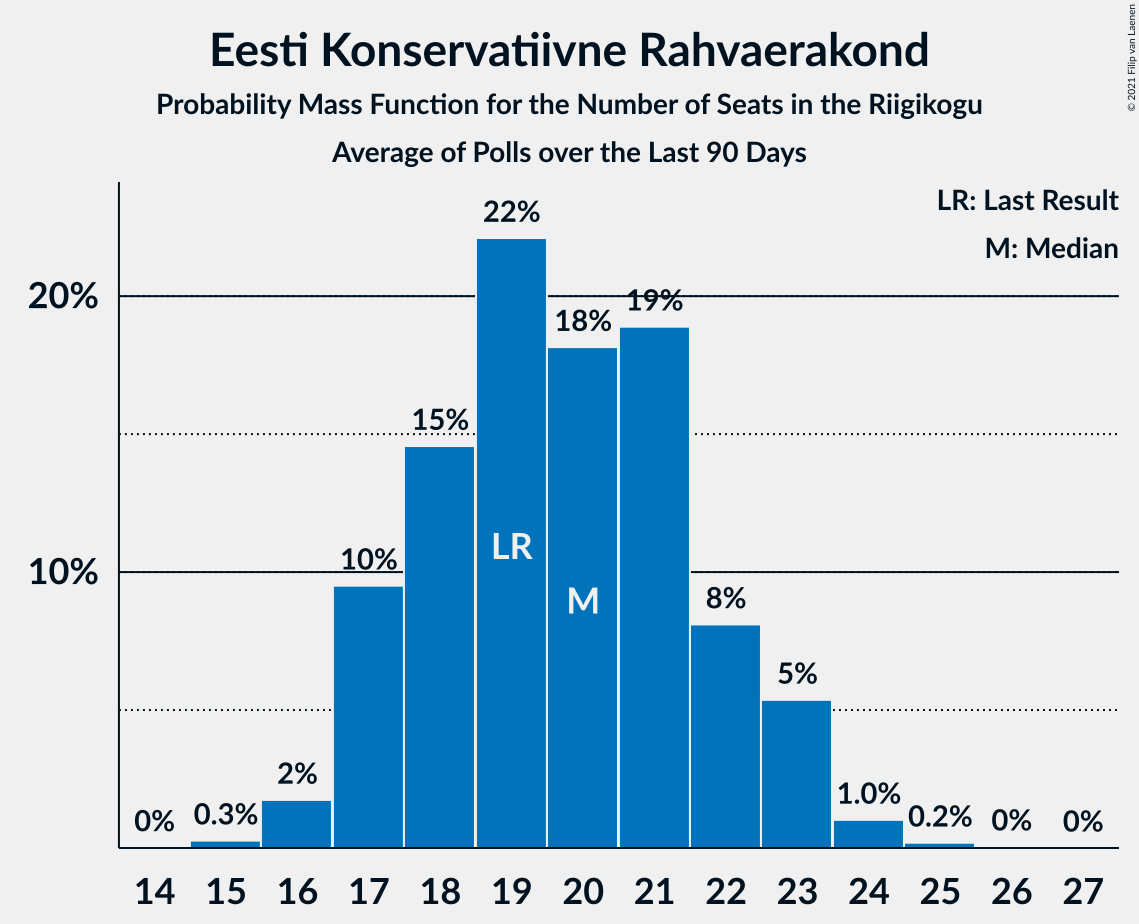 Eesti Konservatiivne Rahvaerakond
Probability Mass Function for the Number of Seats in the Riigikogu
Average of Polls over the Last 90 Days
© 2021 Filip van Laenen
LR: Last Result
M: Median
20%
10%
0%
0.3%
2%
10%
15%
22%
18%
19%
8%
5%
1.0%
0.2%
0%
0%
LR
M
14 15 16 17 18 19 20 21 22 23 24 25 26 27